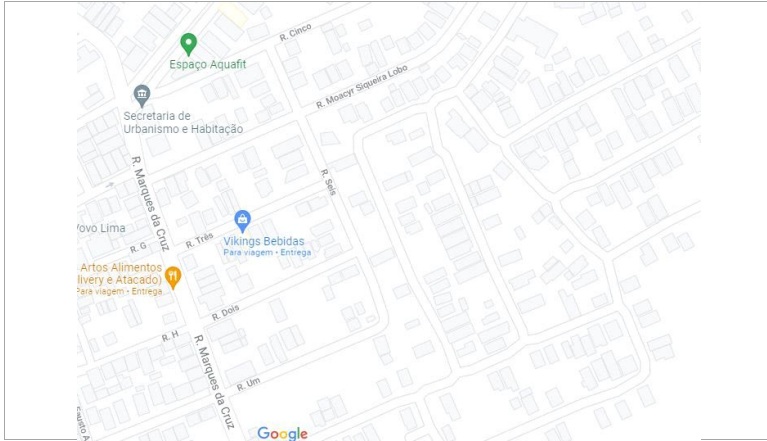 R. Cinco
Espaço Aquafit
R. Moacyr Siqueira Lobo
Secretaria de
Urbanismo e Habitação
R. Marques da Cruz
R. Seis
Vovo Lima
R. G
R. Três
Vikings Bebidas
Para viagem - Entrega
Artos Alimentos
livery e Atacado)
Para viagem - Entrega
R. Dois
R. H
R. Marques da Cruz
R. Um
Fausto A
Google